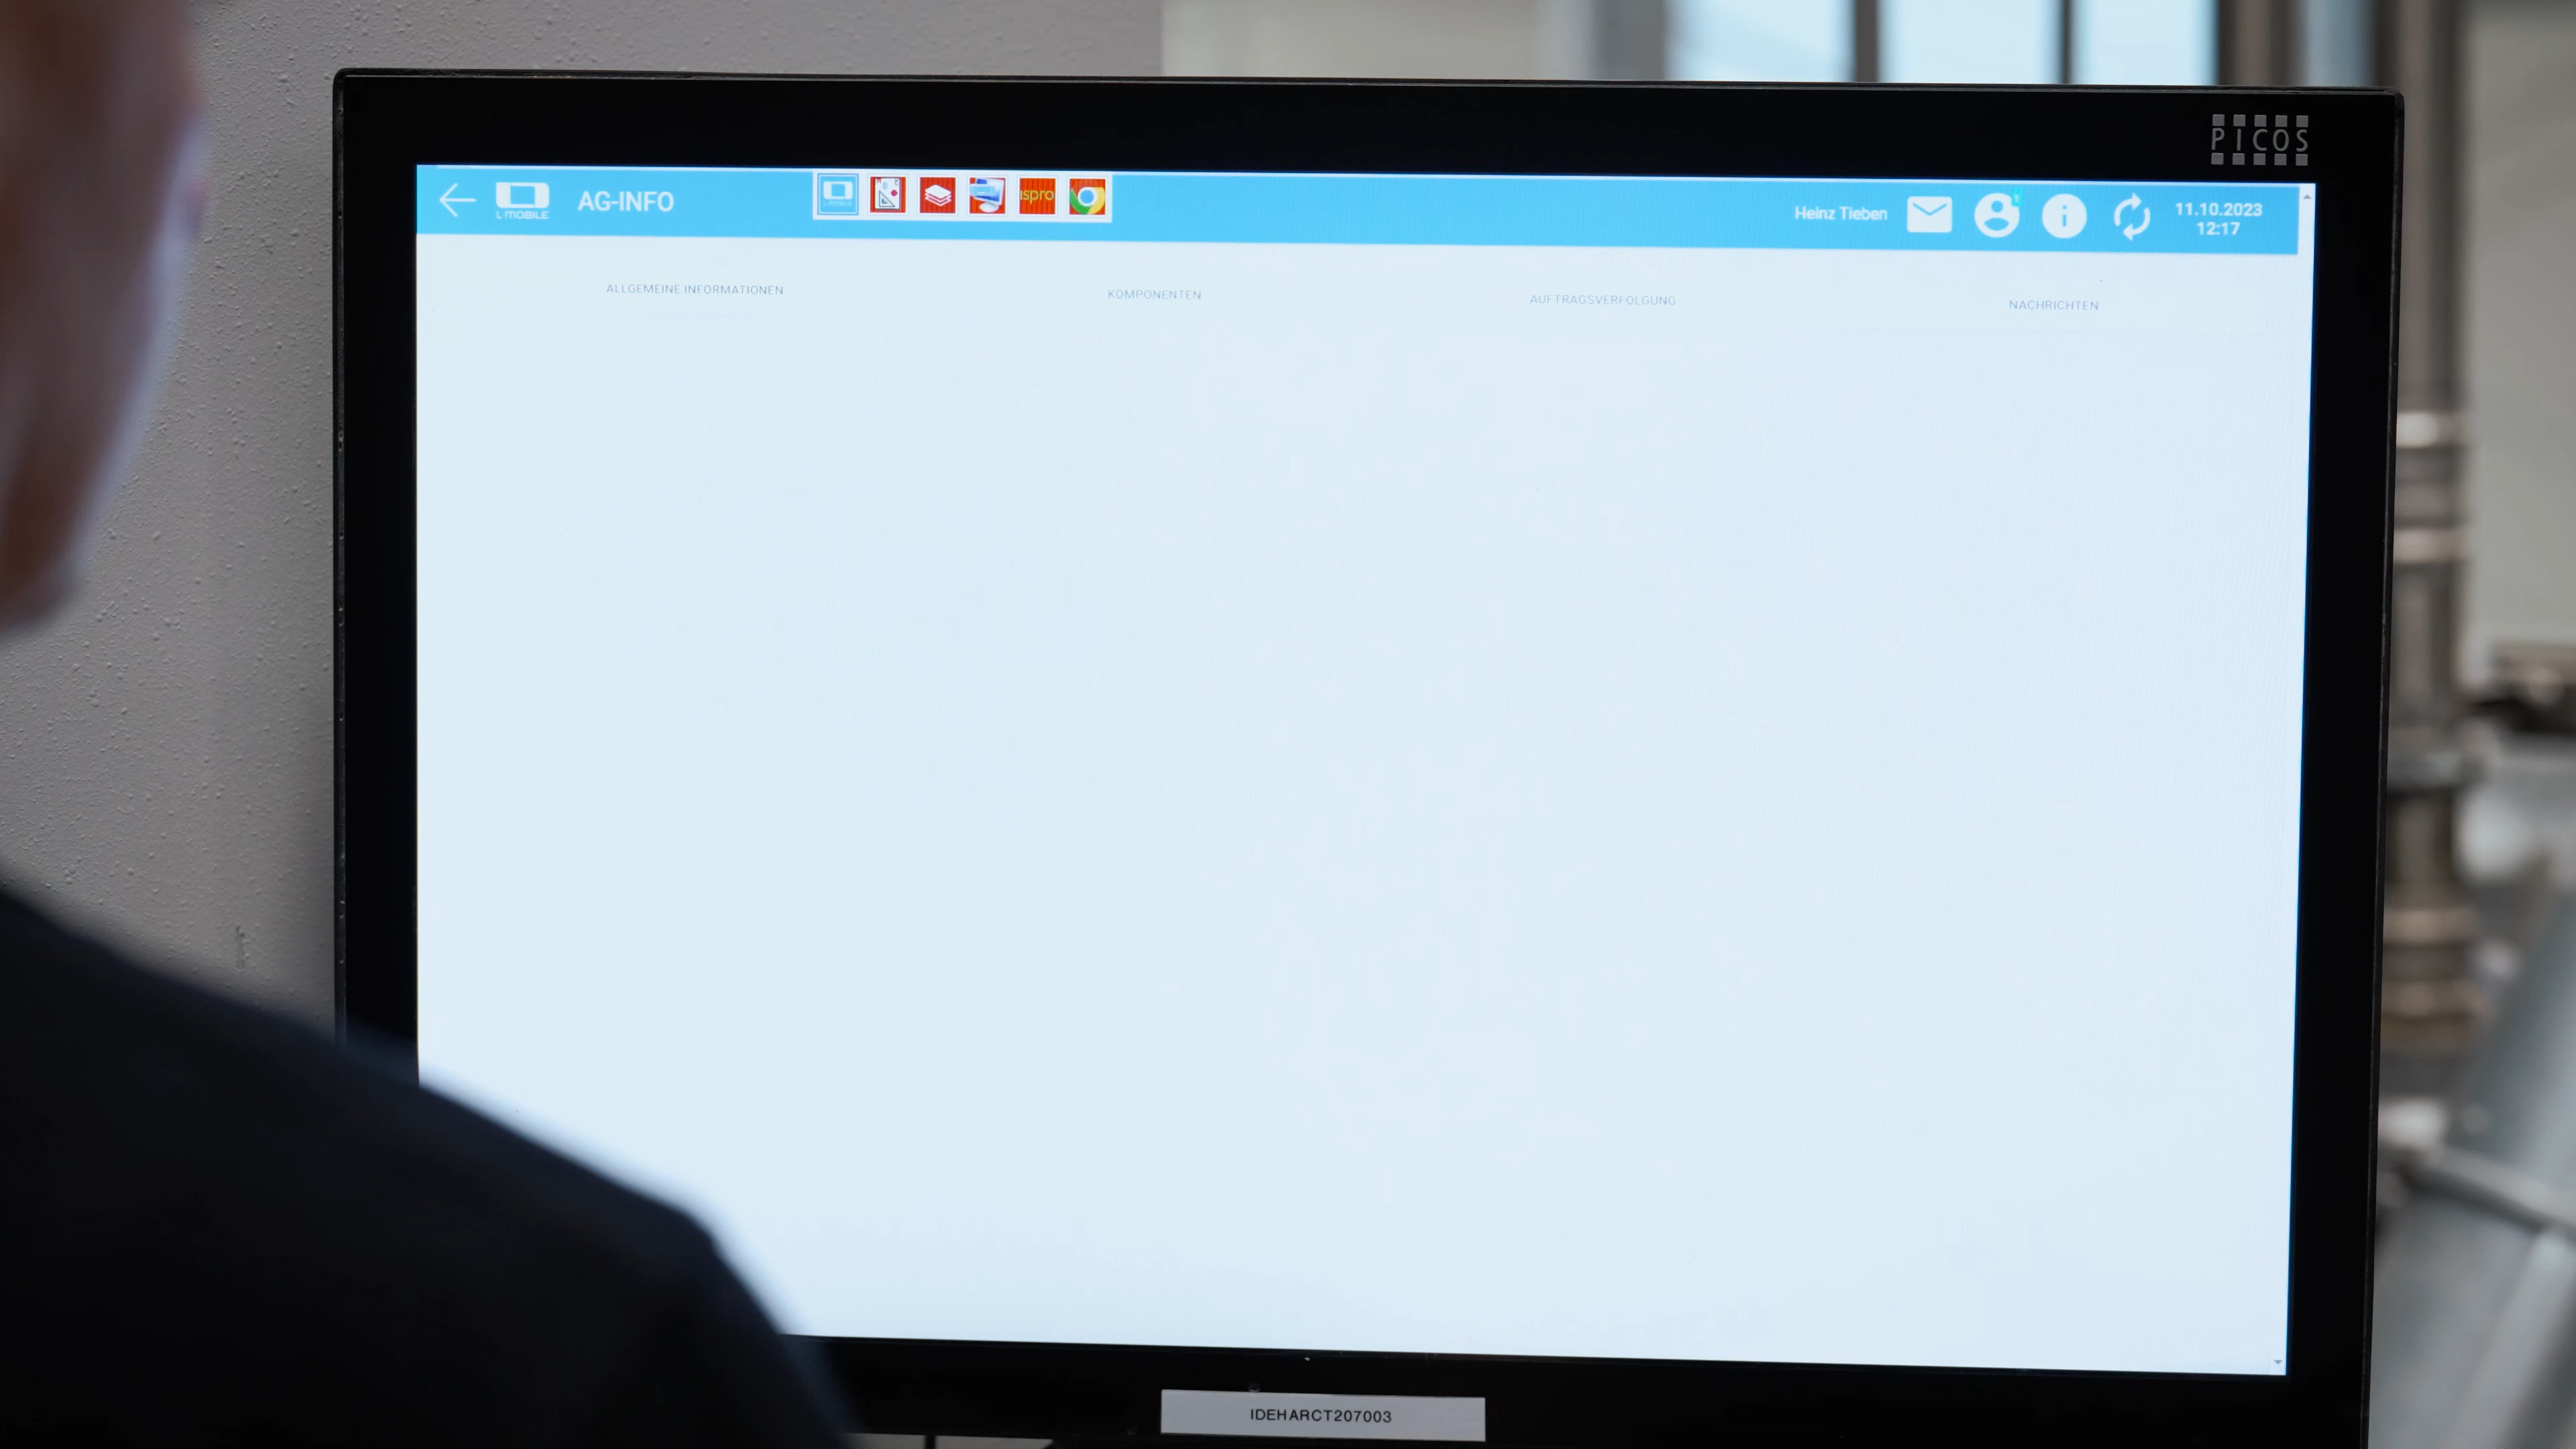 PICOS
L MOBILE
AG-INFO
ispro
Heinz Tieben
11.10.2023
12:17
ALLGEMEINE INFORMATIONEN
KOMPONENTEN
AUFTRAGSVERFOLGUNG
NACHRICHTEN
IDEHARCT207003